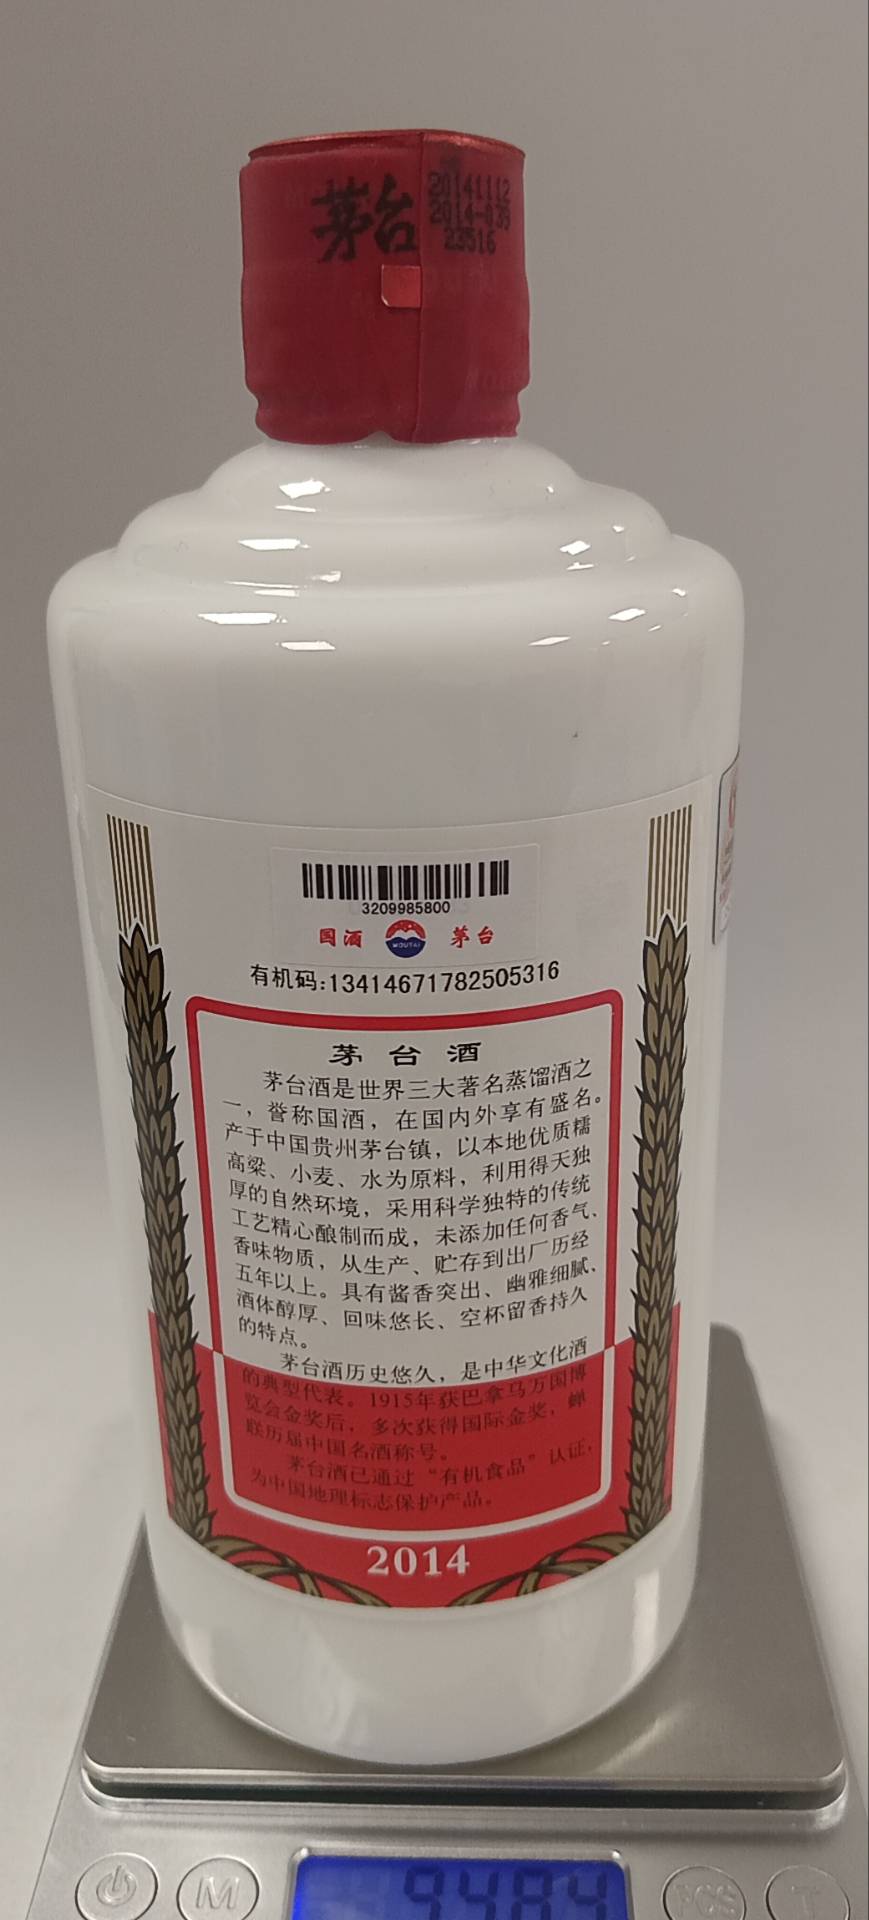 茅台
20141112
2014-039
23516
3209985800
国酒 MOUTAI 茅台
有机码:13414671782505316
茅台酒
茅台酒是世界三大著名蒸馏酒之
一，誉称国酒，在国内外享有盛名。
产于中国贵州茅台镇，以本地优质糯
高粱、小麦、水为原料，利用得天独
厚的自然环境，采用科学独特的传统
工艺精心酿制而成，未添加任何香气、
香味物质，从生产、贮存到出厂历经
五年以上。具有酱香突出、幽雅细腻、
酒体醇厚、回味悠长、空杯留香持久
的特点。
茅台酒历史悠久，是中华文化酒
的典型代表。1915年获巴拿马万国博
览会金奖后，多次获得国际金奖，蝉
联历届中国名酒称号。
茅台酒已通过“有机食品”认证，
为中国地理标志保护产品。
2014
M
948.4
PCS
T